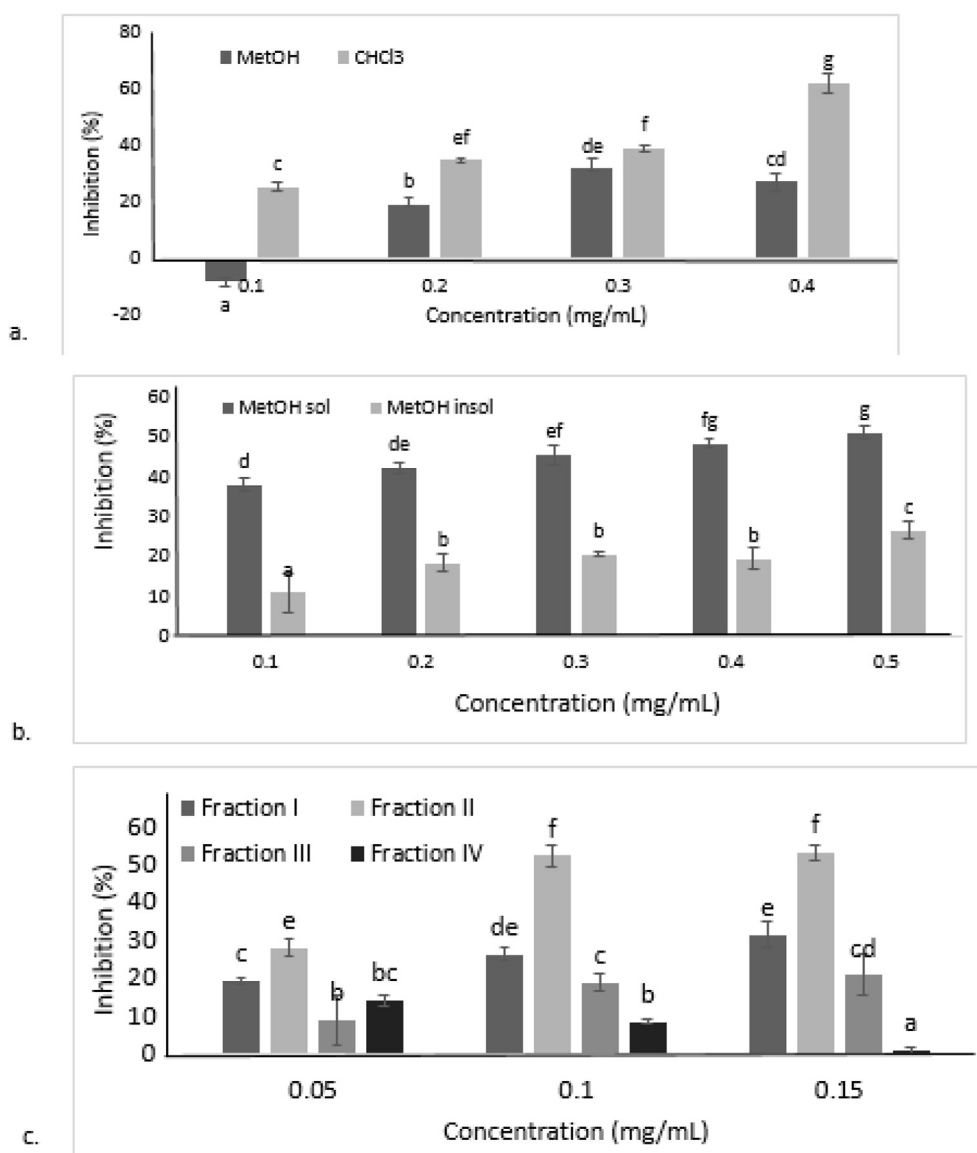 80
MetOH CHCl3
g
60
Inhibition (%)
40
ef
de
f
c
b
cd
20
0
0.1 0.2 0.3 0.4
a
Concentration (mg/mL)
-20
a.
60
MetOH sol MetOH insol
50
Inhibition (%)
d
de
ef
fg
g
40
30
20
a
b
b
b
c
10
0
0.1 0.2 0.3 0.4 0.5
Concentration (mg/mL)
b.
Fraction I Fraction II
Fraction III Fraction IV
60
50
40
30
20
10
0
Inhibition (%)
c
e
b
bc
de
f
c
b
e
f
cd
a
0.05 0.1 0.15
Concentration (mg/mL)
c.